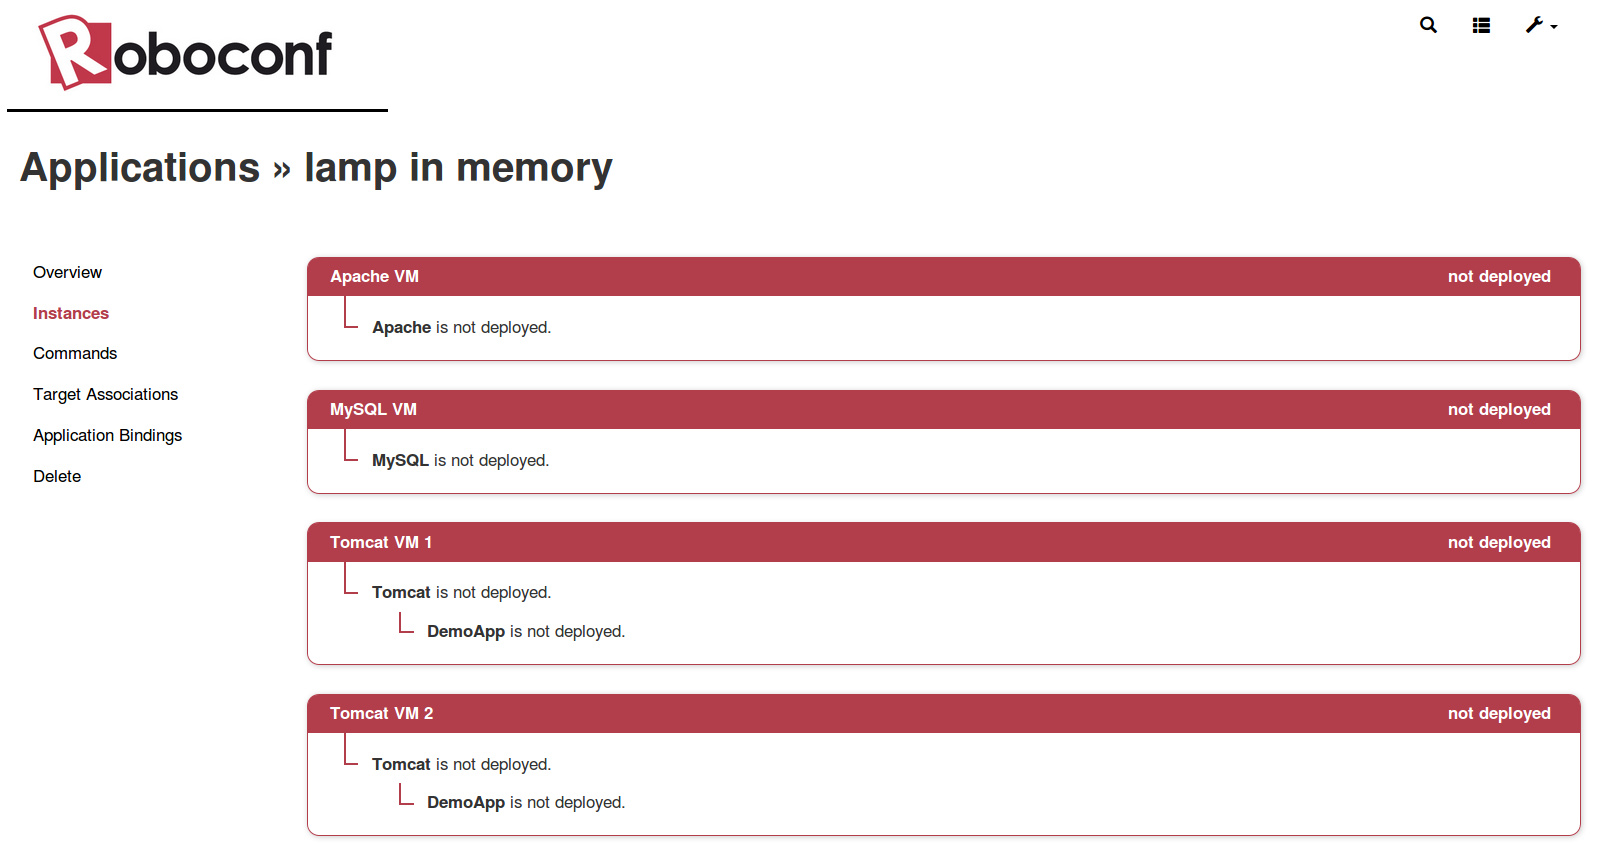 Roboconf
Applications » lamp in memory
Overview
Instances
Commands
Target Associations
Application Bindings
Delete
Apache VM not deployed
Apache is not deployed.
MySQL VM not deployed
MySQL is not deployed.
Tomcat VM 1 not deployed
Tomcat is not deployed.
DemoApp is not deployed.
Tomcat VM 2 not deployed
Tomcat is not deployed.
DemoApp is not deployed.